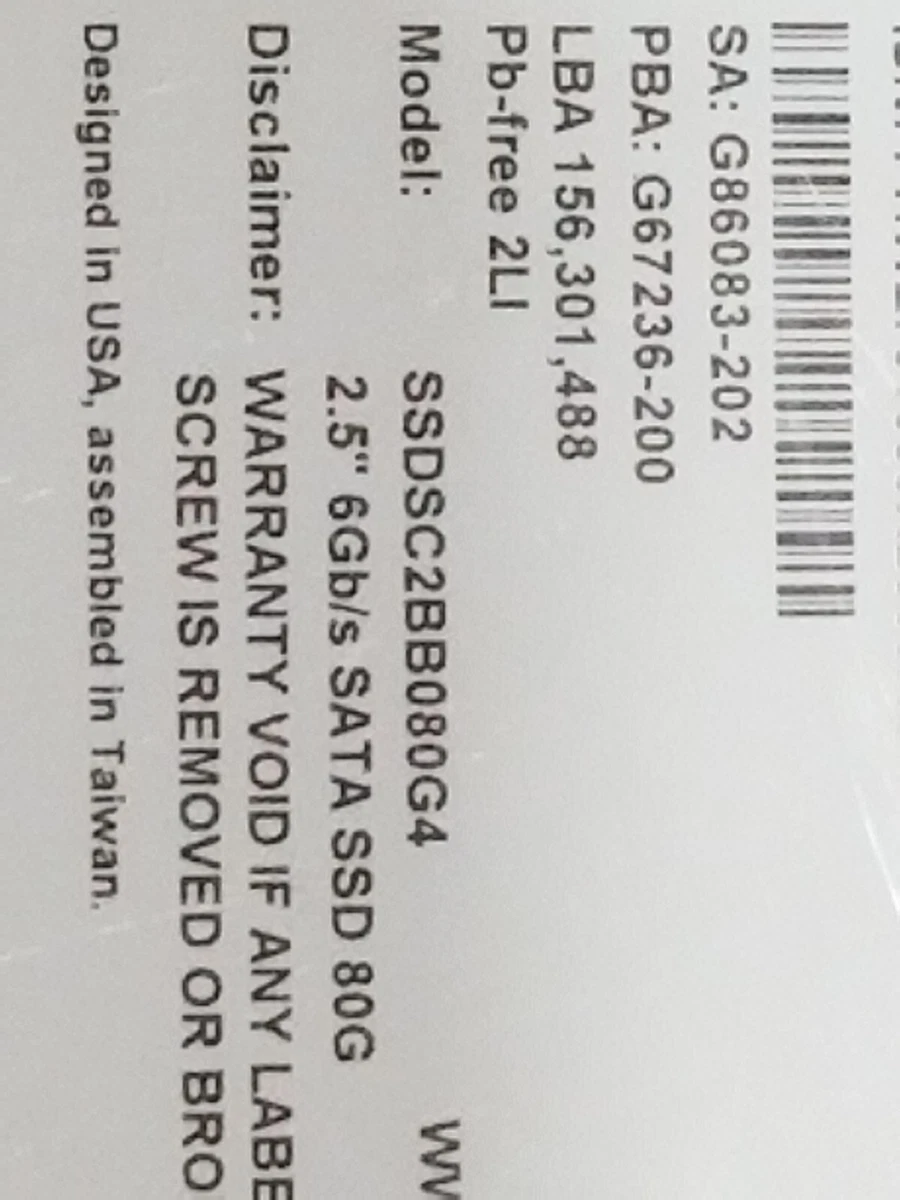 SA: G86083-202
PBA: G67236-200
LBA 156,301,488
Pb-free 2LI
Model: SSDSC2BB080G4
2.5" 6Gb/s SATA SSD 80G
Disclaimer: WARRANTY VOID IF ANY LABE
SCREW IS REMOVED OR BRO
Designed in USA, assembled in Taiwan.